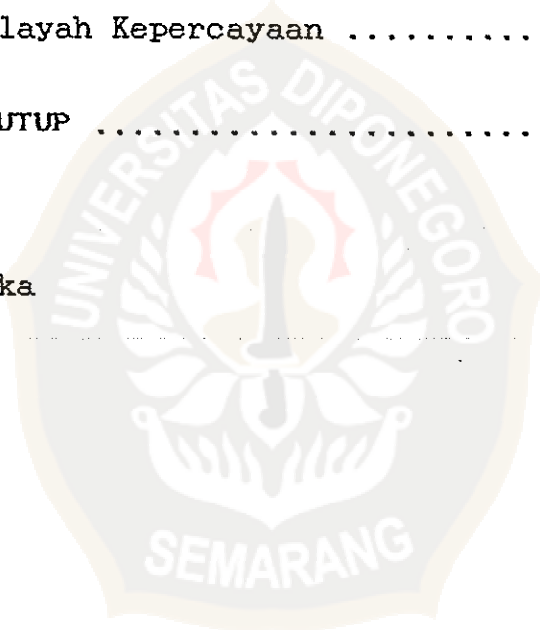 layah Kepercayaan ..........
UTUP .......................
ka
UNIVERSITAS DIPONEGORO
SEMARANG